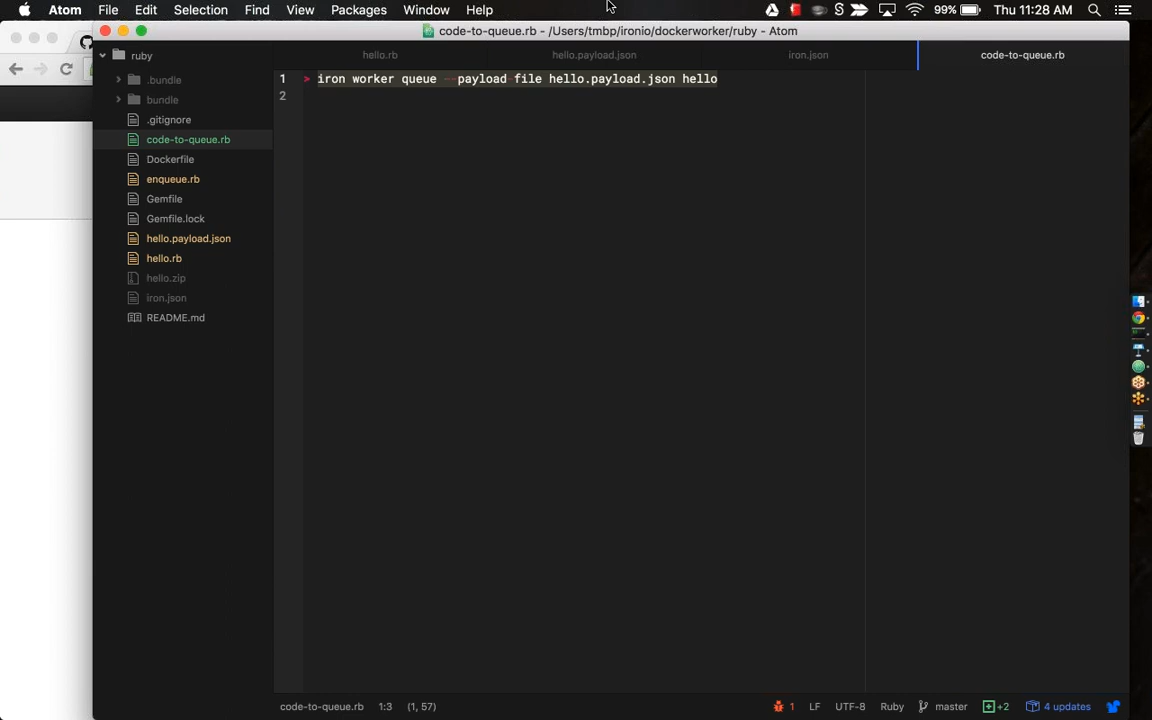 Atom File Edit Selection Find View Packages Window Help 99% Thu 11:28 AM
code-to-queue.rb - /Users/tmbp/ironio/dockerworker/ruby - Atom
ruby
hello.rb hello.payload.json iron.json code-to-queue.rb
.bundle
bundle
.gitignore
code-to-queue.rb
Dockerfile
enqueue.rb
Gemfile
Gemfile.lock
hello.payload.json
hello.rb
hello.zip
iron.json
README.md
1 > iron worker queue --payload-file hello.payload.json hello
2
code-to-queue.rb 1:3 (1, 57) 1 LF UTF-8 Ruby master +2 4 updates